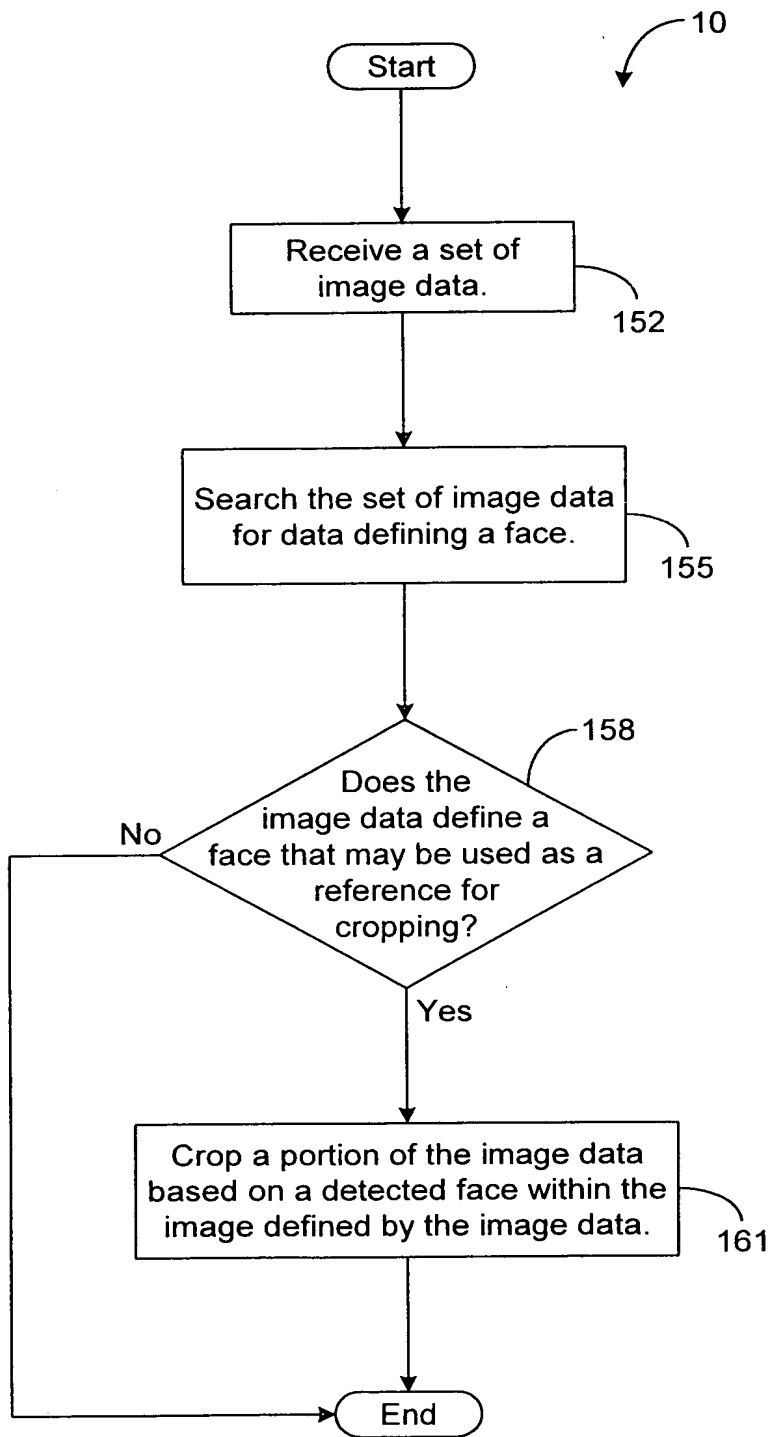 10
Start
Receive a set of
image data.
152
Search the set of image data
for data defining a face.
155
158
Does the
image data define a
face that may be used as a
reference for
cropping?
No
Yes
Crop a portion of the image data
based on a detected face within the
image defined by the image data.
161
End